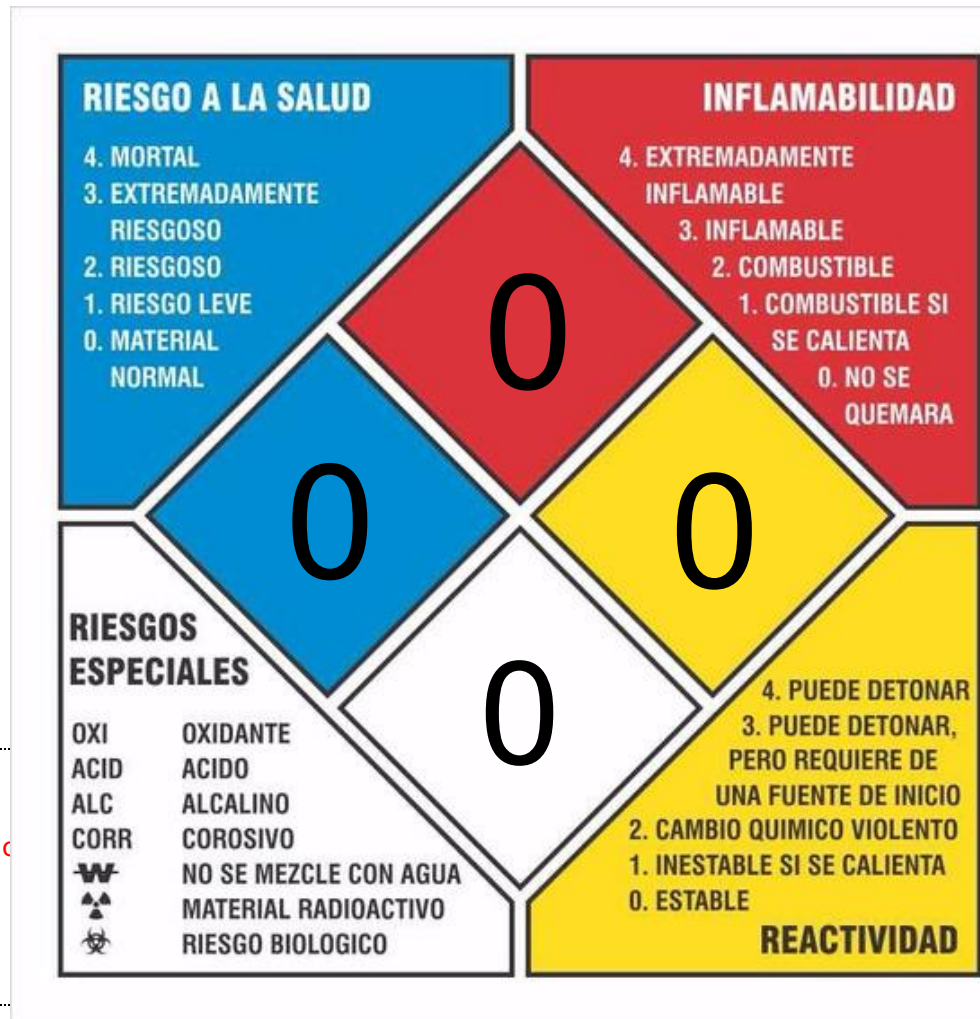 RIESGO A LA SALUD
4. MORTAL
3. EXTREMADAMENTE
RIESGOSO
2. RIESGOSO
1. RIESGO LEVE
0. MATERIAL
NORMAL
INFLAMABILIDAD
4. EXTREMADAMENTE
INFLAMABLE
3. INFLAMABLE
2. COMBUSTIBLE
1. COMBUSTIBLE SI
SE CALIENTA
0. NO SE
QUEMARA
0
0
0
0
RIESGOS
ESPECIALES
OXI OXIDANTE
ACID ACIDO
ALC ALCALINO
CORR COROSIVO
W NO SE MEZCLE CON AGUA
MATERIAL RADIOACTIVO
RIESGO BIOLOGICO
4. PUEDE DETONAR
3. PUEDE DETONAR,
PERO REQUIERE DE
UNA FUENTE DE INICIO
2. CAMBIO QUIMICO VIOLENTO
1. INESTABLE SI SE CALIENTA
0. ESTABLE
REACTIVIDAD